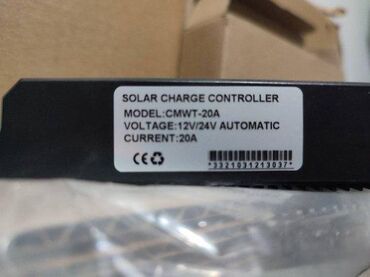 SOLAR CHARGE CONTROLLER
MODEL:CMWT-20A
VOLTAGE:12V/24V AUTOMATIC
CURRENT:20A
CE
*3321031213037*